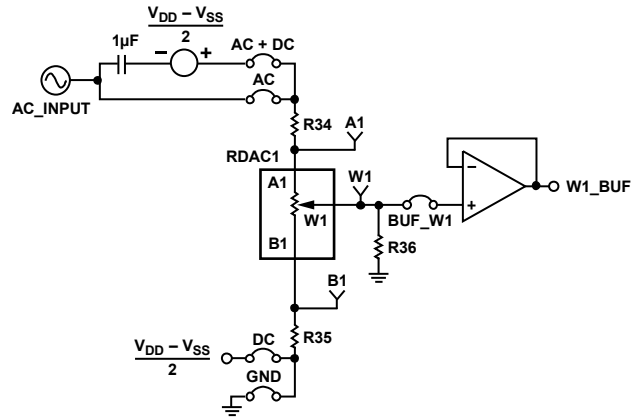 V_DD – V_SS
2
1µF
– +
AC + DC
AC
AC_INPUT
R34
A1
RDAC1
A1
W1
B1
W1
BUF_W1
–
+
W1_BUF
R36
B1
R35
V_DD – V_SS
2
DC
GND